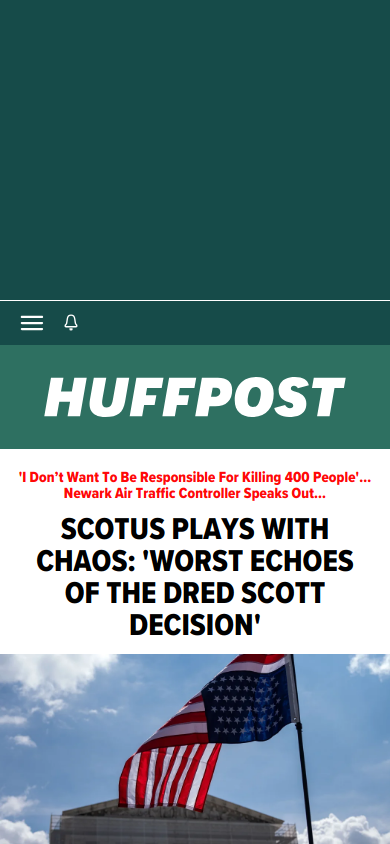 HUFFPOST
'I Don’t Want To Be Responsible For Killing 400 People'...
Newark Air Traffic Controller Speaks Out...
SCOTUS PLAYS WITH
CHAOS: 'WORST ECHOES
OF THE DRED SCOTT
DECISION'